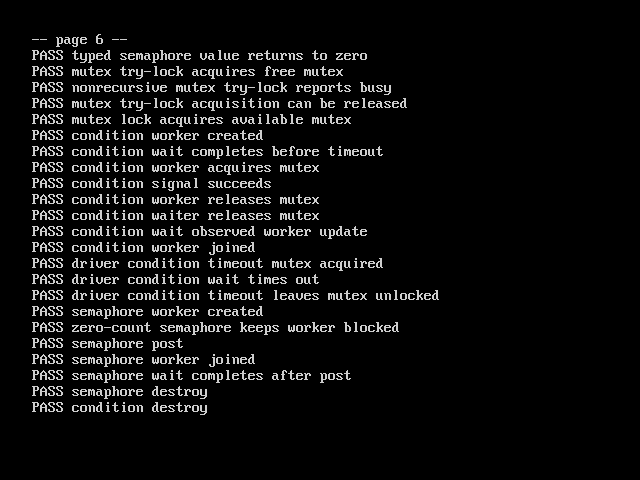 -- page 6 --
PASS typed semaphore value returns to zero
PASS mutex try-lock acquires free mutex
PASS nonrecursive mutex try-lock reports busy
PASS mutex try-lock acquisition can be released
PASS mutex lock acquires available mutex
PASS condition worker created
PASS condition wait completes before timeout
PASS condition worker acquires mutex
PASS condition signal succeeds
PASS condition worker releases mutex
PASS condition waiter releases mutex
PASS condition wait observed worker update
PASS condition worker joined
PASS driver condition timeout mutex acquired
PASS driver condition wait times out
PASS driver condition timeout leaves mutex unlocked
PASS semaphore worker created
PASS zero-count semaphore keeps worker blocked
PASS semaphore post
PASS semaphore worker joined
PASS semaphore wait completes after post
PASS semaphore destroy
PASS condition destroy